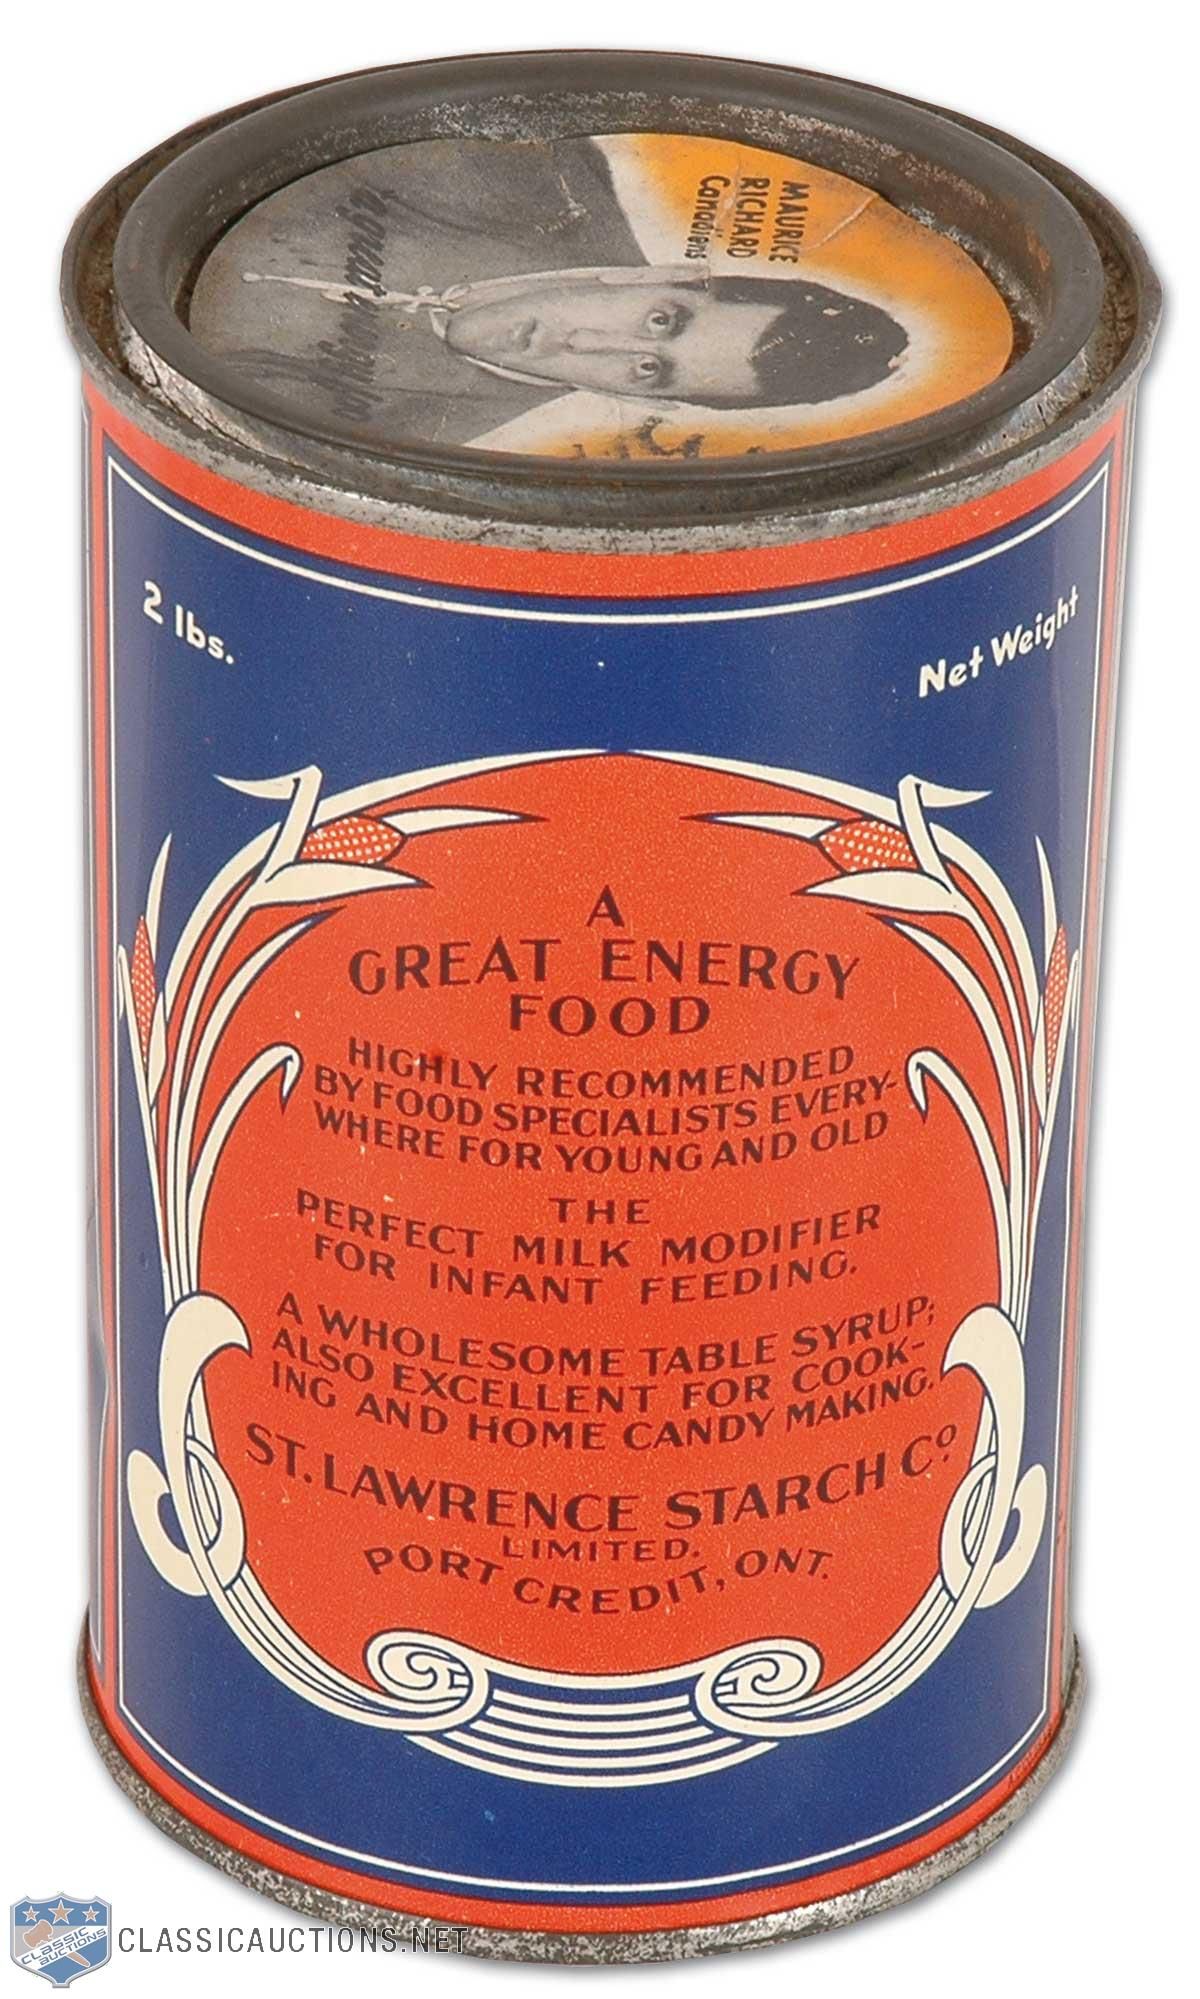 MAURICE
RICHARD
Canadiens
2 lbs.
Net Weight
A
GREAT ENERGY
FOOD
HIGHLY RECOMMENDED
BY FOOD SPECIALISTS EVERY-
WHERE FOR YOUNG AND OLD
THE
PERFECT MILK MODIFIER
FOR INFANT FEEDING.
A WHOLESOME TABLE SYRUP;
ALSO EXCELLENT FOR COOK-
ING AND HOME CANDY MAKING.
ST. LAWRENCE STARCH Co.
LIMITED.
PORT CREDIT, ONT.
CLASSIC
AUCTIONS
CLASSICAUCTIONS.NET